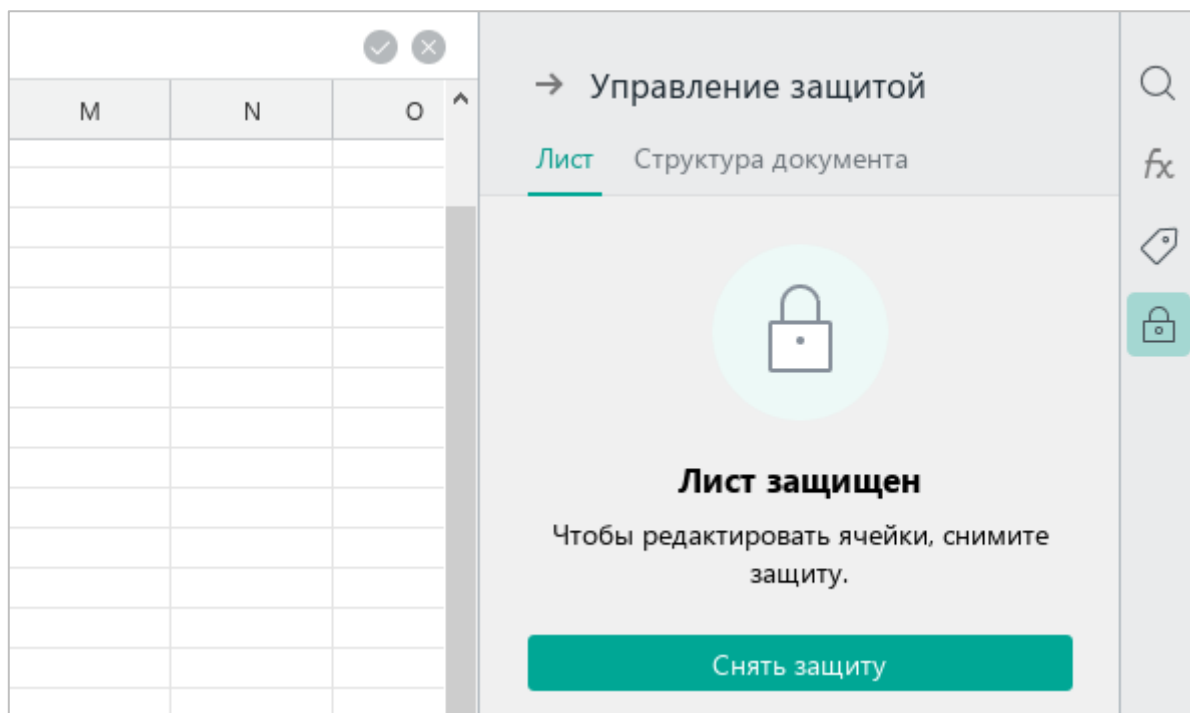 Управление защитой
M N O
Лист Структура документа
fx
Лист защищен
Чтобы редактировать ячейки, снимите
защиту.
Снять защиту